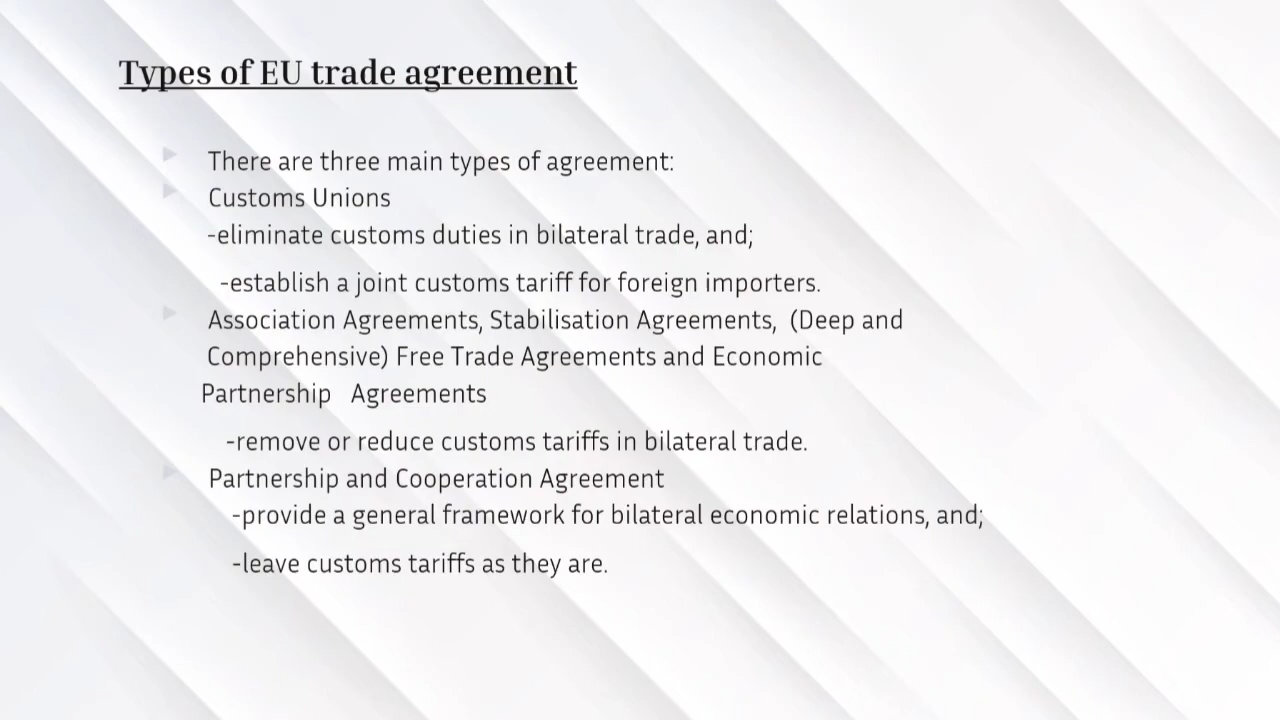 Types of EU trade agreement
There are three main types of agreement:
Customs Unions
-eliminate customs duties in bilateral trade, and;
-establish a joint customs tariff for foreign importers.
Association Agreements, Stabilisation Agreements,  (Deep and
Comprehensive) Free Trade Agreements and Economic
Partnership   Agreements
-remove or reduce customs tariffs in bilateral trade.
Partnership and Cooperation Agreement
-provide a general framework for bilateral economic relations, and;
-leave customs tariffs as they are.